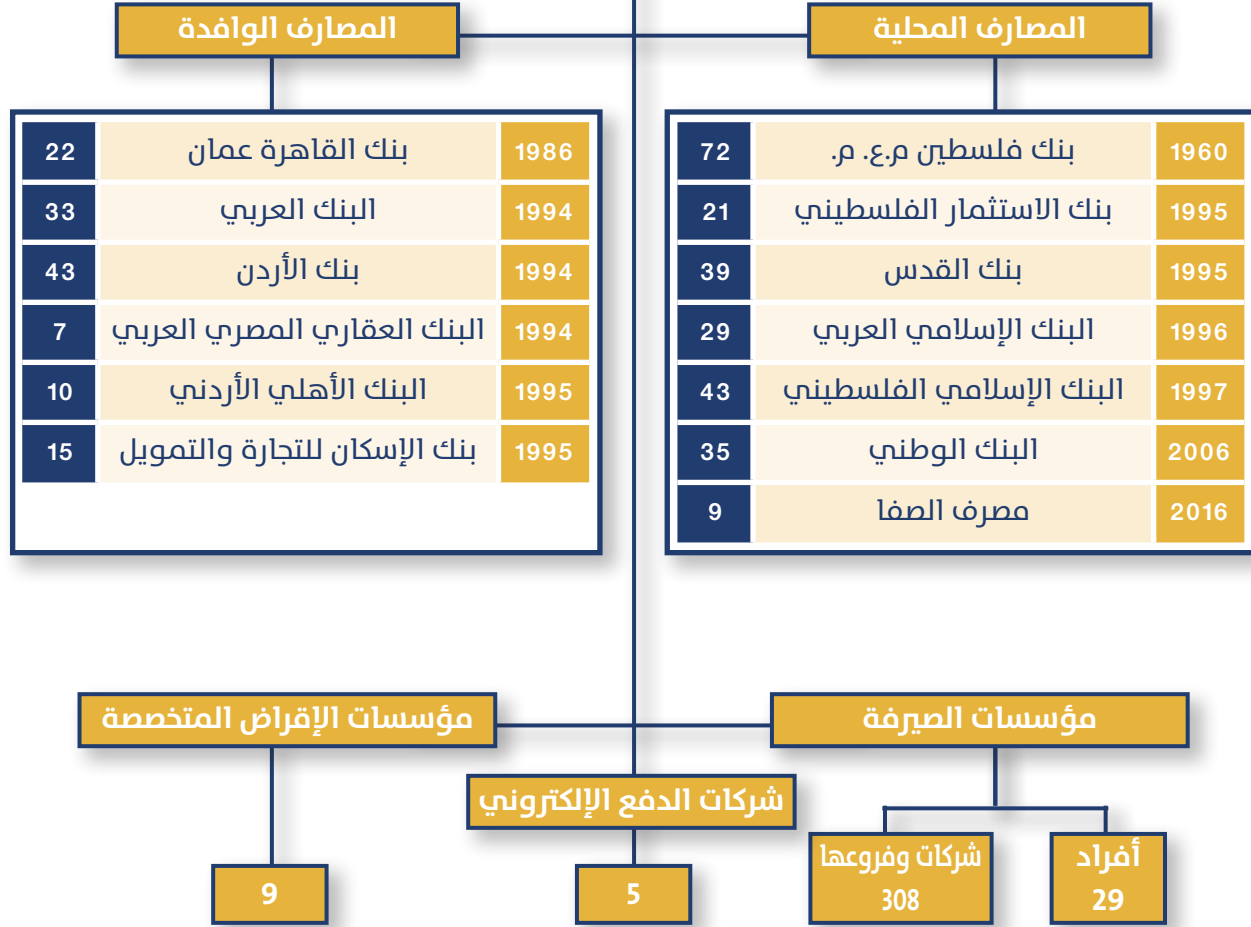 المصارف المحلية
المصارف الوافدة
1960 بنك فلسطين م.ع. م. 72
1995 بنك الاستثمار الفلسطيني 21
1995 بنك القدس 39
1996 البنك الإسلامي العربي 29
1997 البنك الإسلامي الفلسطيني 43
2006 البنك الوطني 35
2016 مصرف الصفا 9
1986 بنك القاهرة عمان 22
1994 البنك العربي 33
1994 بنك الأردن 43
1994 البنك العقاري المصري العربي 7
1995 البنك الأهلي الأردني 10
1995 بنك الإسكان للتجارة والتمويل 15
مؤسسات الصيرفة
مؤسسات الإقراض المتخصصة
شركات الدفع الإلكتروني
أفراد
29
شركات وفروعها
308
5
9